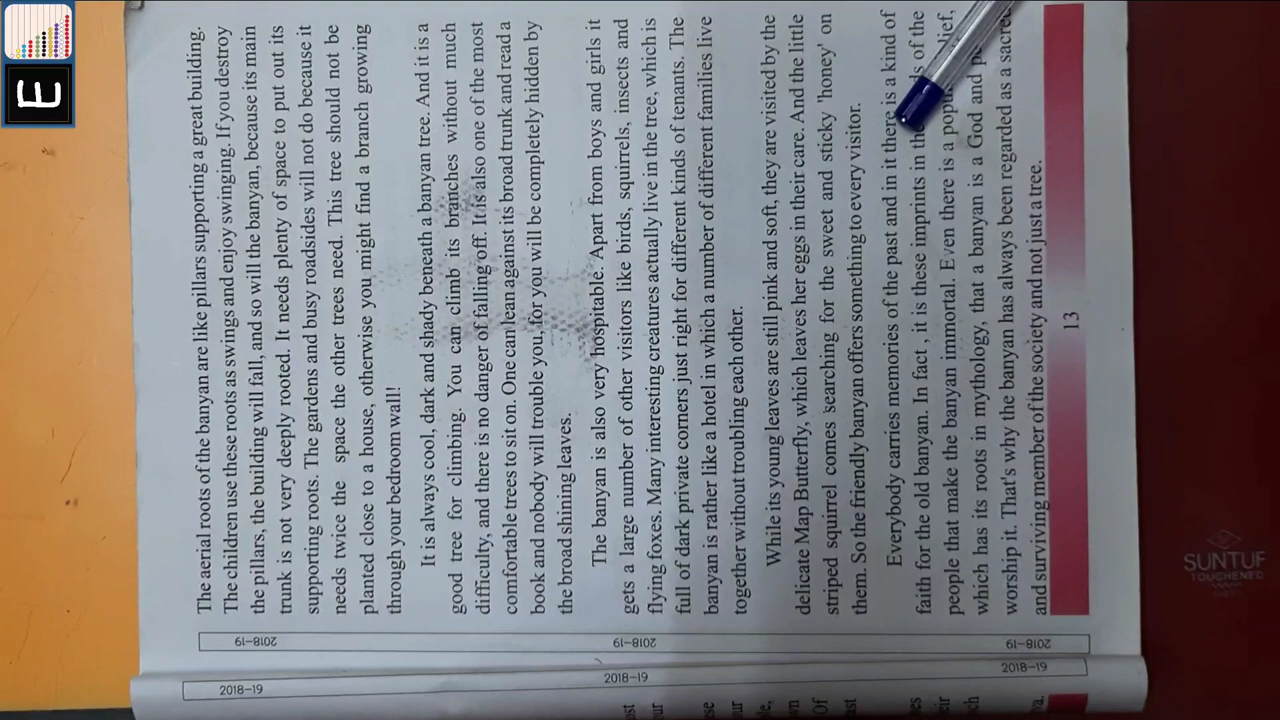 The aerial roots of the banyan are like pillars supporting a great building.
The children use these roots as swings and enjoy swinging. If you destroy
the pillars, the building will fall, and so will the banyan, because its main
trunk is not very deeply rooted. It needs plenty of space to put out its
supporting roots. The gardens and busy roadsides will not do because it
needs twice the space the other trees need. This tree should not be
planted close to a house, otherwise you might find a branch growing
through your bedroom wall!
It is always cool, dark and shady beneath a banyan tree. And it is a
good tree for climbing. You can climb its branches without much
difficulty, and there is no danger of falling off. It is also one of the most
comfortable trees to sit on. One can lean against its broad trunk and read a
book and nobody will trouble you, for you will be completely hidden by
the broad shining leaves.
The banyan is also very hospitable. Apart from boys and girls it
gets a large number of other visitors like birds, squirrels, insects and
flying foxes. Many interesting creatures actually live in the tree, which is
full of dark private corners just right for different kinds of tenants. The
banyan is rather like a hotel in which a number of different families live
together without troubling each other.
While its young leaves are still pink and soft, they are visited by the
delicate Map Butterfly, which leaves her eggs in their care. And the little
striped squirrel comes searching for the sweet and sticky 'honey' on
them. So the friendly banyan offers something to every visitor.
Everybody carries memories of the past and in it there is a kind of
faith for the old banyan. In fact , it is these imprints in the of the
people that make the banyan immortal. Even there is a
which has its roots in mythology, that a banyan is a God and
worship it. That's why the banyan has always been regarded as a sacred
and surviving member of the society and not just a tree.
13
2018-19
2018-19
2018-19
2018-19
2018-19
2018-19
E
SUNTUF
TOUGHENED